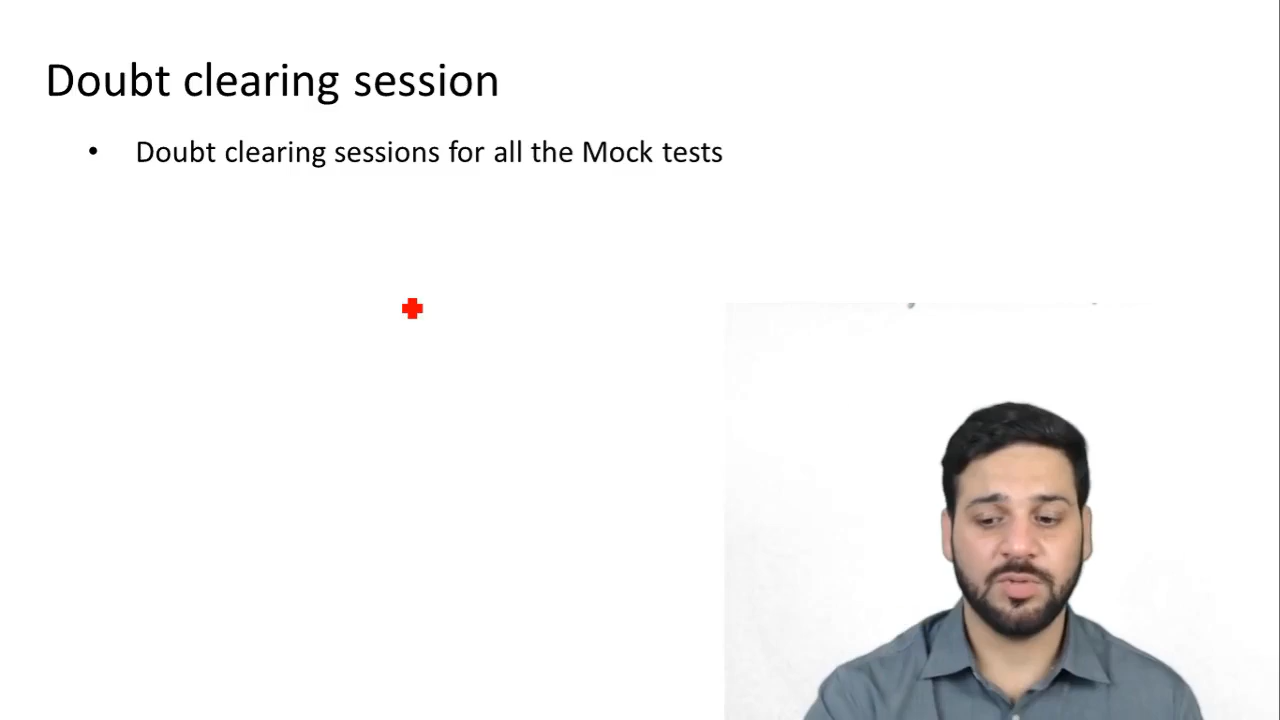 Doubt clearing session
• Doubt clearing sessions for all the Mock tests